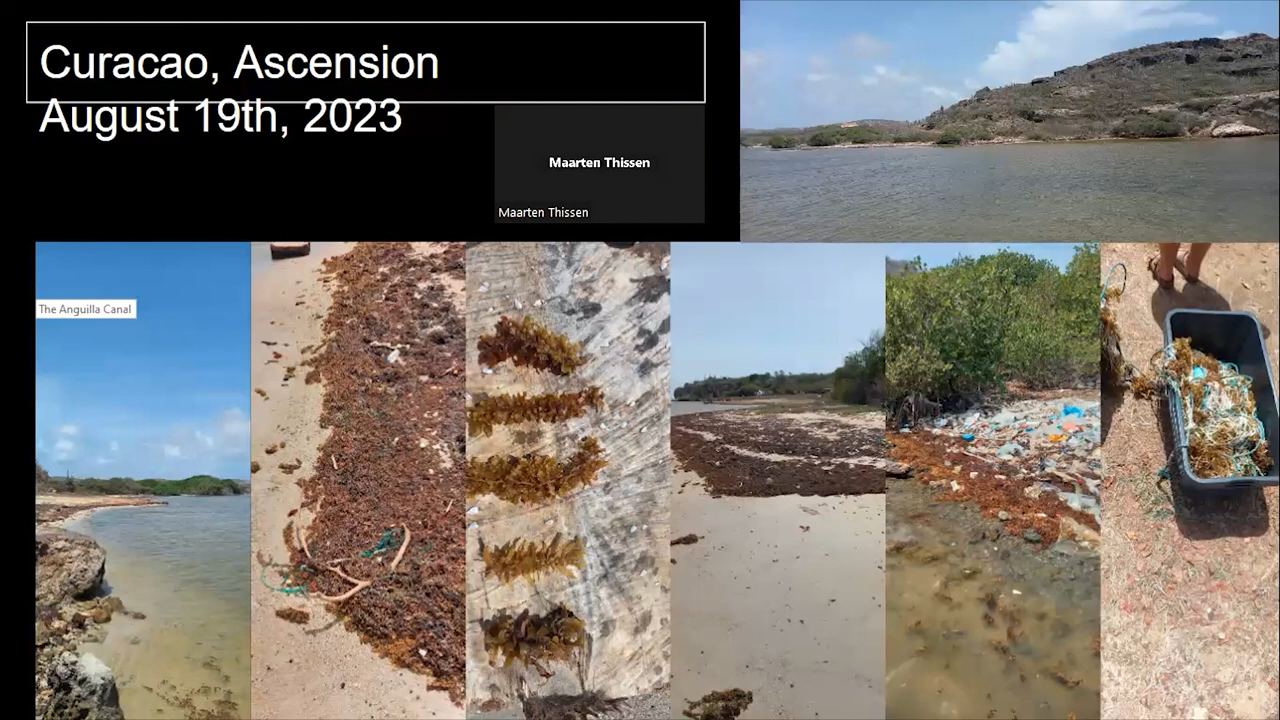 Curacao, Ascension
August 19th, 2023
Maarten Thissen
Maarten Thissen
The Anguilla Canal